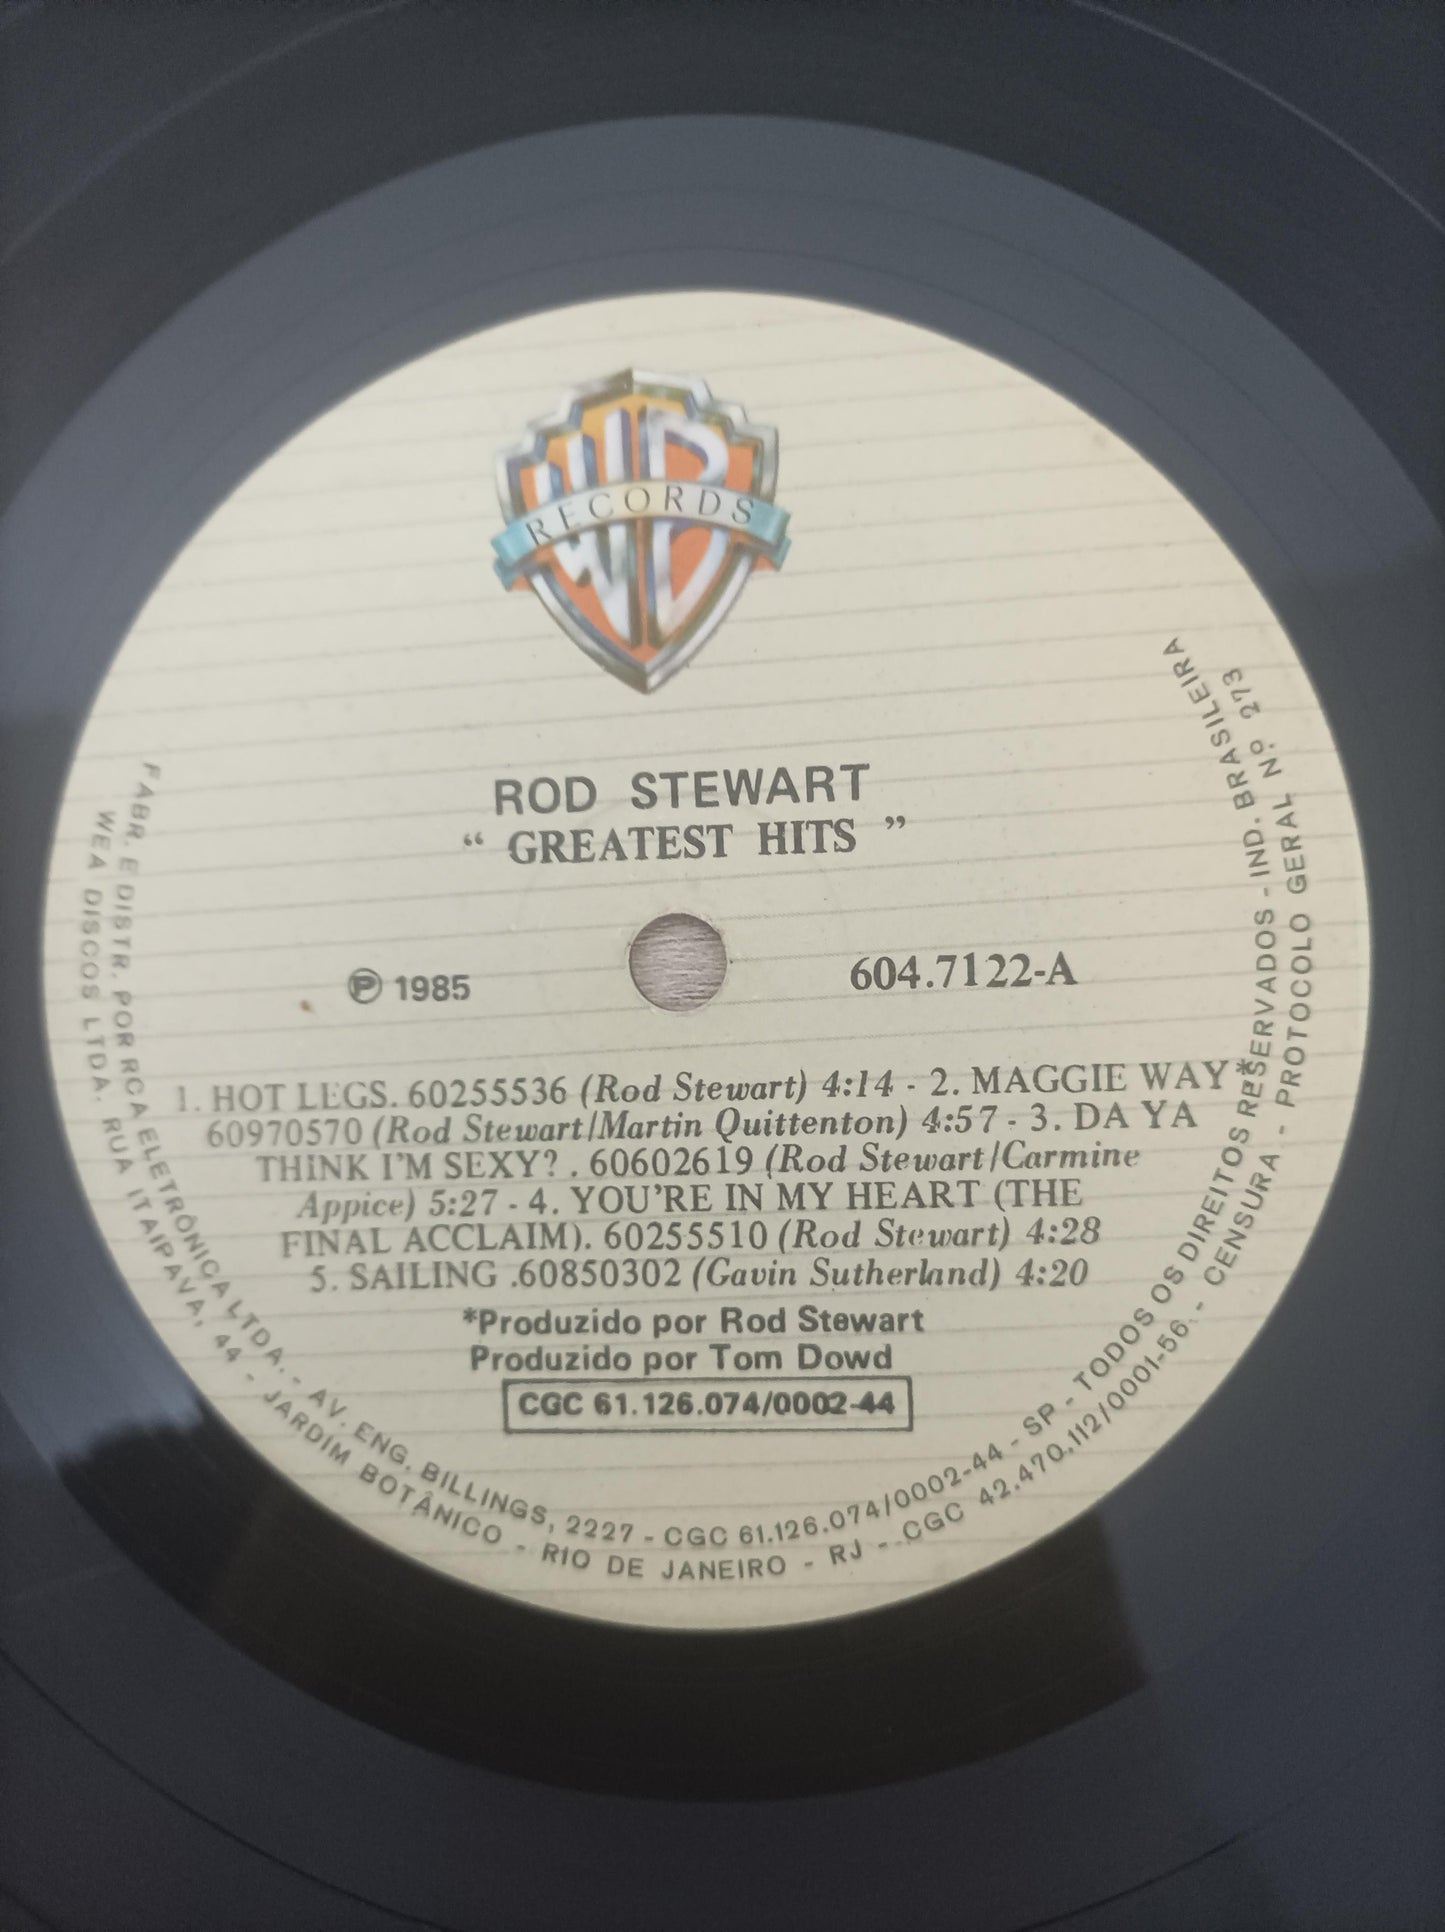 WB
RECORDS
ROD STEWART
“ GREATEST HITS ”
Ⓟ 1985
604.7122-A
1. HOT LEGS. 60255536 (Rod Stewart) 4:14 - 2. MAGGIE WAY*
60970570 (Rod Stewart/Martin Quittenton) 4:57 - 3. DA YA
THINK I'M SEXY? . 60602619 (Rod Stewart/Carmine
Appice) 5:27 - 4. YOU'RE IN MY HEART (THE
FINAL ACCLAIM). 60255510 (Rod Stewart) 4:28
5. SAILING .60850302 (Gavin Sutherland) 4:20
*Produzido por Rod Stewart
Produzido por Tom Dowd
CGC 61.126.074/0002-44
FABR. E DISTR. POR RCA ELETRÔNICA LTDA. - AV. ENG. BILLINGS, 2227 - CGC 61.126.074/0002-44 - SP - TODOS OS DIREITOS RESERVADOS - IND. BRASILEIRA
WEA DISCOS LTDA. RUA ITAIPAVA, 44 - JARDIM BOTÂNICO - RIO DE JANEIRO - RJ - CGC 42.470.112/0001-56. - CENSURA - PROTOCOLO GERAL Nº 273